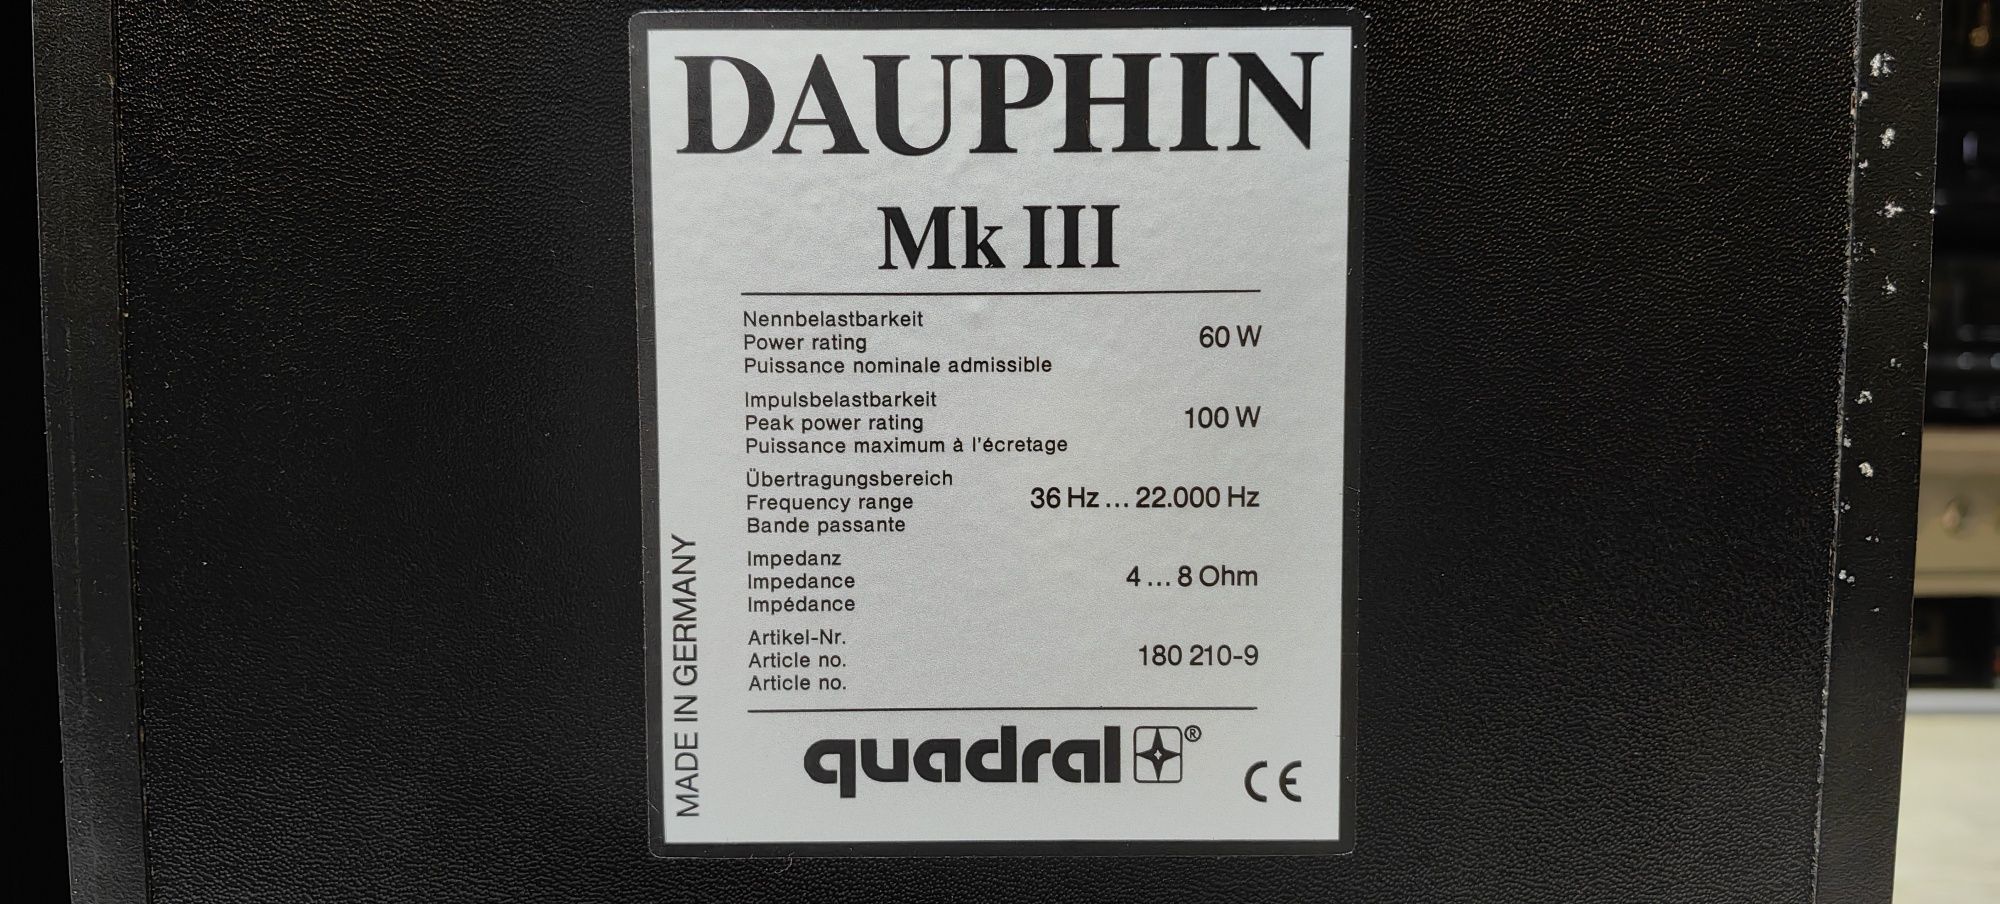 DAUPHIN
Mk III
Nennbelastbarkeit
Power rating
Puissance nominale admissible
60 W
Impulsbelastbarkeit
Peak power rating
Puissance maximum à l'écretage
100 W
Übertragungsbereich
Frequency range
Bande passante
36 Hz ... 22.000 Hz
Impedanz
Impedance
Impédance
4 ... 8 Ohm
Artikel-Nr.
Article no.
Article no.
180 210-9
MADE IN GERMANY
quadral ®
CE